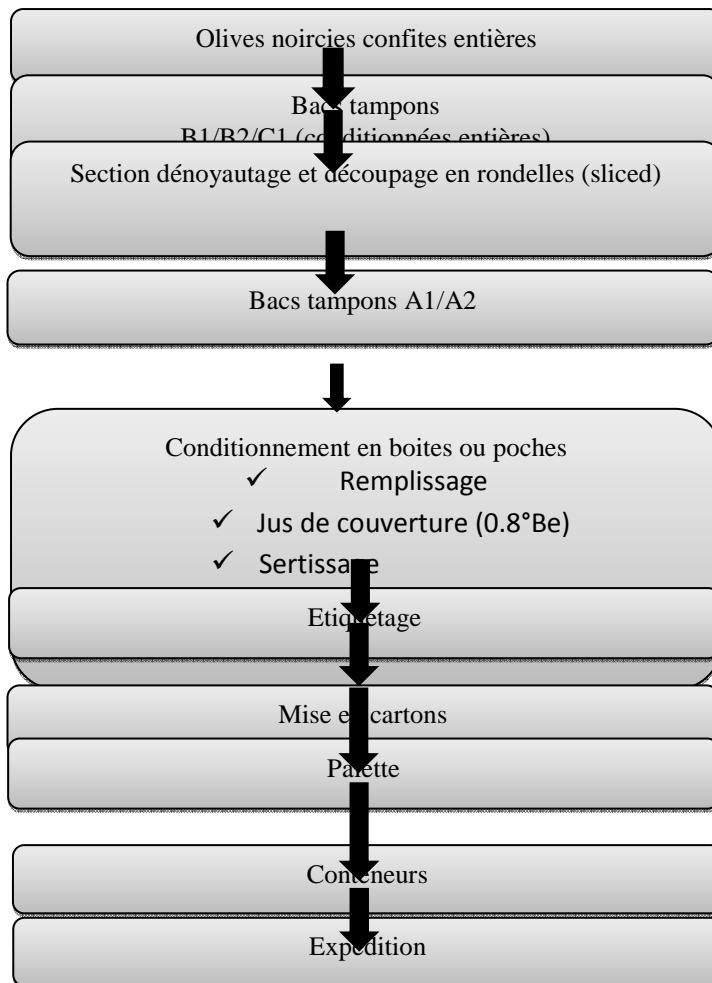 Olives noircies confites entières
Bacs tampons
B1/B2/C1 (conditionnées entières)
Section dénoyautage et découpage en rondelles (sliced)
Bacs tampons A1/A2
Conditionnement en boites ou poches
✓ Remplissage
✓ Jus de couverture (0.8°Be)
✓ Sertissage
Etiquetage
Mise en cartons
Palette
Conteneurs
Expédition